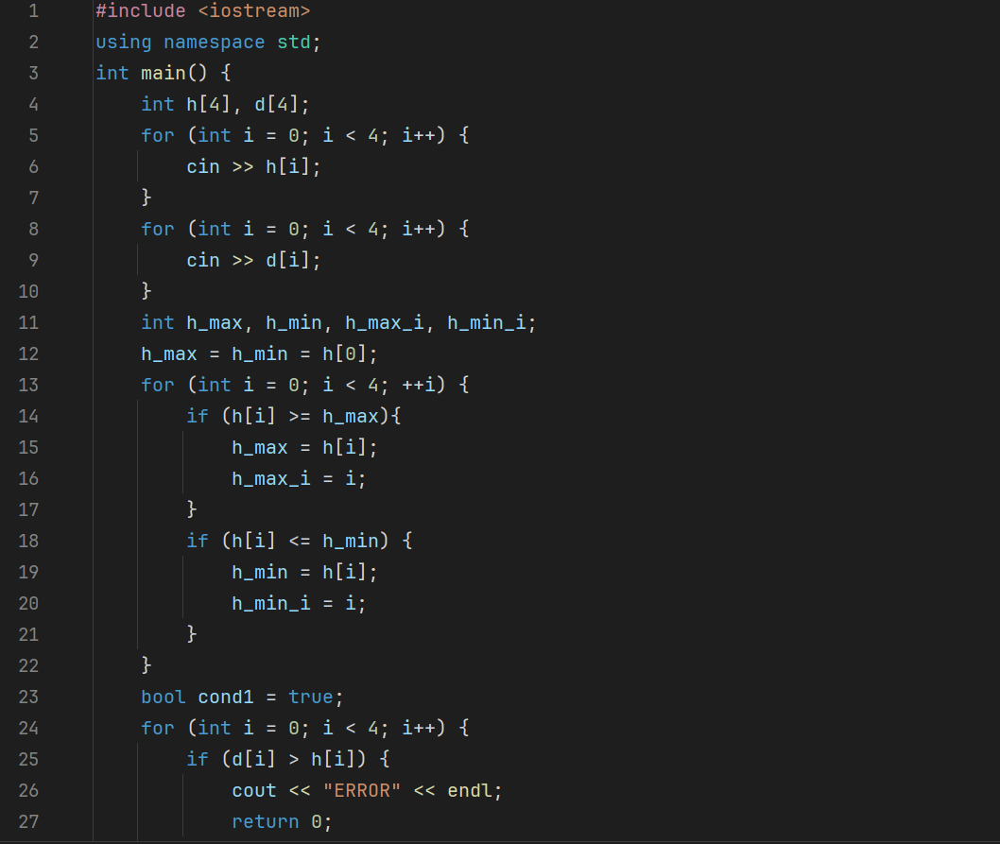 1 #include <iostream>
2 using namespace std;
3 int main() {
4     int h[4], d[4];
5     for (int i = 0; i < 4; i++) {
6         cin >> h[i];
7     }
8     for (int i = 0; i < 4; i++) {
9         cin >> d[i];
10     }
11     int h_max, h_min, h_max_i, h_min_i;
12     h_max = h_min = h[0];
13     for (int i = 0; i < 4; ++i) {
14         if (h[i] >= h_max){
15             h_max = h[i];
16             h_max_i = i;
17         }
18         if (h[i] <= h_min) {
19             h_min = h[i];
20             h_min_i = i;
21         }
22     }
23     bool cond1 = true;
24     for (int i = 0; i < 4; i++) {
25         if (d[i] > h[i]) {
26             cout << "ERROR" << endl;
27             return 0;